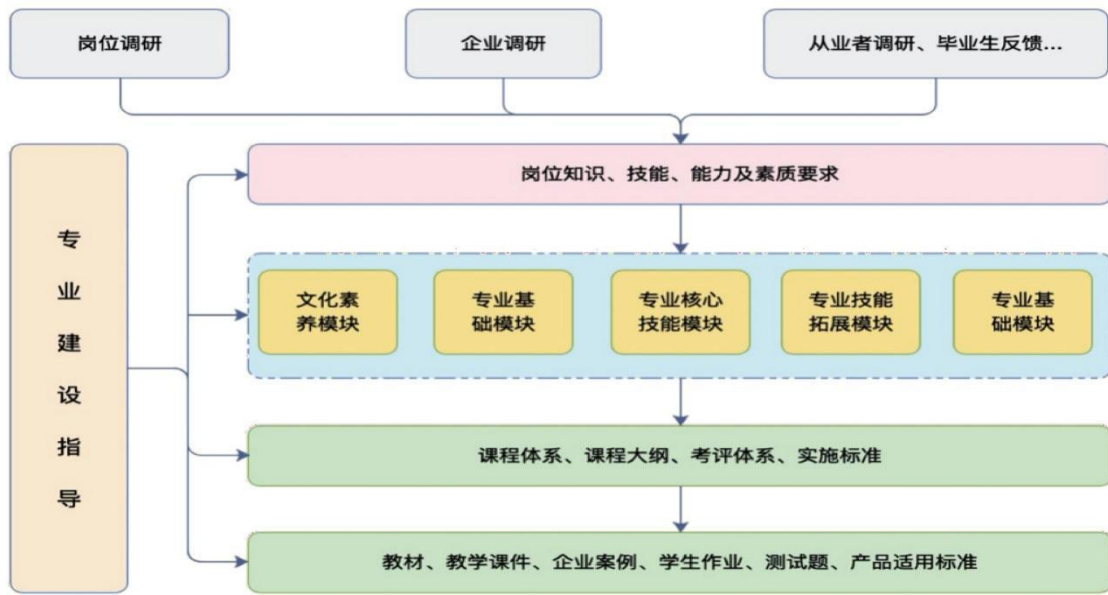 岗位调研
企业调研
从业者调研、毕业生反馈...
专业建设指导
岗位知识、技能、能力及素质要求
文化素
养模块
专业基
础模块
专业核心
技能模块
专业技能
拓展模块
专业基
础模块
课程体系、课程大纲、考评体系、实施标准
教材、教学课件、企业案例、学生作业、测试题、产品适用标准